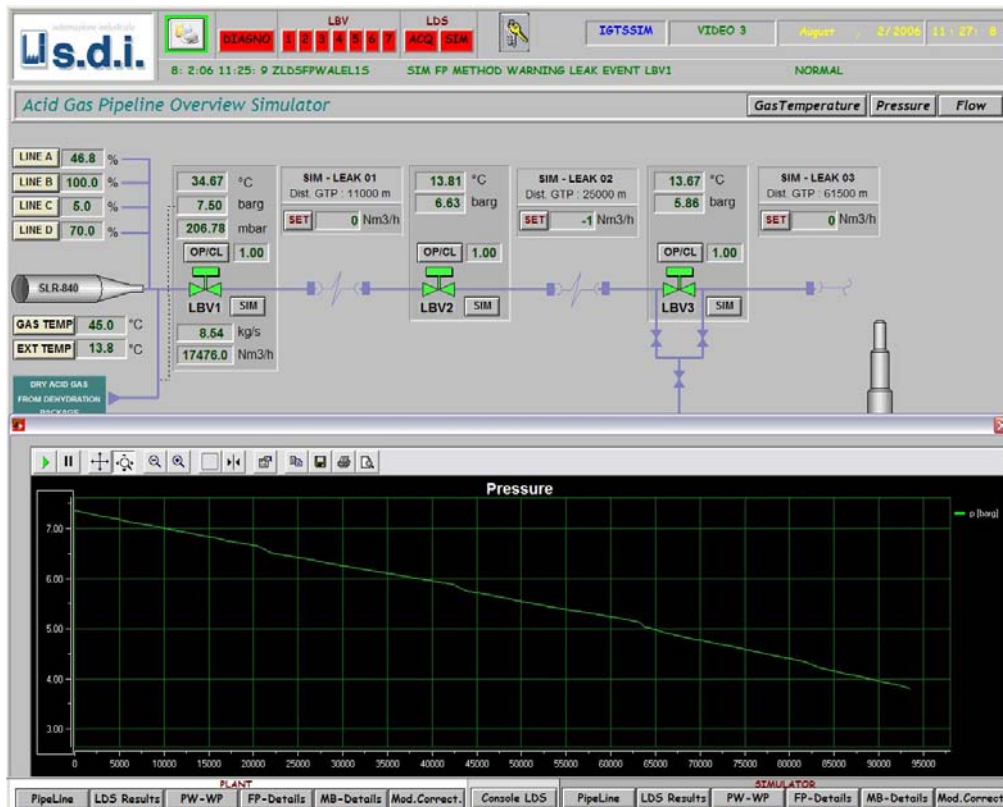 automazione industriale
s.d.i.
LBV
LDS
DIAGNO 1 2 3 4 5 6 7 ACQ SIM
IGTSSIM
VIDEO 3
August , 2/2006 11:27: 8
8: 2:06 11:25: 9 ZLDSFPWALEL1S SIM FP METHOD WARNING LEAK EVENT LBV1 NORMAL
Acid Gas Pipeline Overview Simulator
GasTemperature Pressure Flow
LINE A 46.8 %
LINE B 100.0 %
LINE C 5.0 %
LINE D 70.0 %
SLR-840
GAS TEMP 45.0 °C
EXT TEMP 13.8 °C
DRY ACID GAS
FROM DEHYDRATION
PACKAGE
34.67 °C
7.50 barg
206.78 mbar
OP/CL 1.00
LBV1 SIM
8.54 kg/s
17476.0 Nm3/h
SIM - LEAK 01
Dist. GTP : 11000 m
SET 0 Nm3/h
13.81 °C
6.63 barg
OP/CL 1.00
LBV2 SIM
SIM - LEAK 02
Dist. GTP : 25000 m
SET -1 Nm3/h
13.67 °C
5.86 barg
OP/CL 1.00
LBV3 SIM
SIM - LEAK 03
Dist. GTP : 61500 m
SET 0 Nm3/h
Pressure
p [barg]
7.00
6.00
5.00
4.00
3.00
0 5000 10000 15000 20000 25000 30000 35000 40000 45000 50000 55000 60000 65000 70000 75000 80000 85000 90000 95000
PLANT
SIMULATOR
PipeLine LDS Results PW-WP FP-Details MB-Details Mod.Correct. Console LDS PipeLine LDS Results PW-WP FP-Details MB-Details Mod.Correct